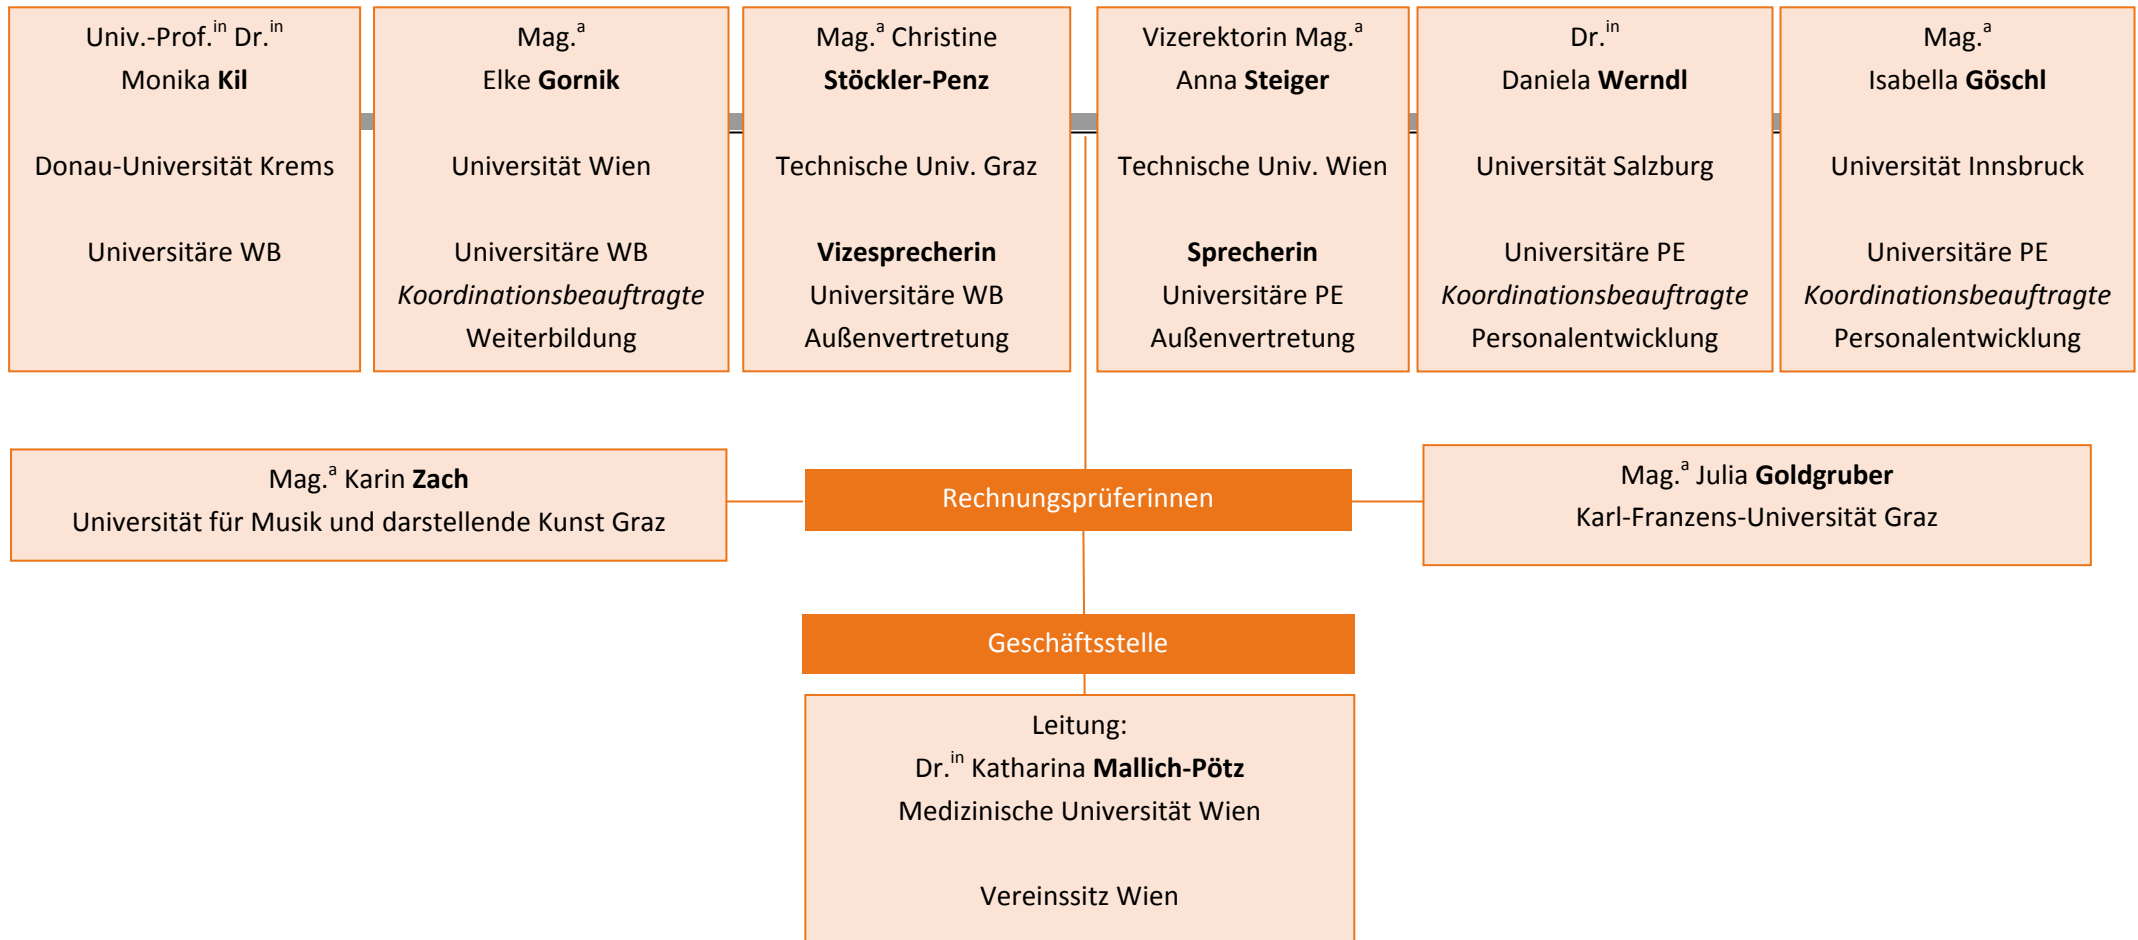 Univ.-Prof.in Dr.in
Monika Kil
Donau-Universität Krems
Universitäre WB
Mag.a
Elke Gornik
Universität Wien
Universitäre WB
Koordinationsbeauftragte
Weiterbildung
Mag.a Christine
Stöckler-Penz
Technische Univ. Graz
Vizesprecherin
Universitäre WB
Außenvertretung
Vizerektorin Mag.a
Anna Steiger
Technische Univ. Wien
Sprecherin
Universitäre PE
Außenvertretung
Dr.in
Daniela Werndl
Universität Salzburg
Universitäre PE
Koordinationsbeauftragte
Personalentwicklung
Mag.a
Isabella Göschl
Universität Innsbruck
Universitäre PE
Koordinationsbeauftragte
Personalentwicklung
Mag.a Karin Zach
Universität für Musik und darstellende Kunst Graz
Rechnungsprüferinnen
Mag.a Julia Goldgruber
Karl-Franzens-Universität Graz
Geschäftsstelle
Leitung:
Dr.in Katharina Mallich-Pötz
Medizinische Universität Wien
Vereinssitz Wien